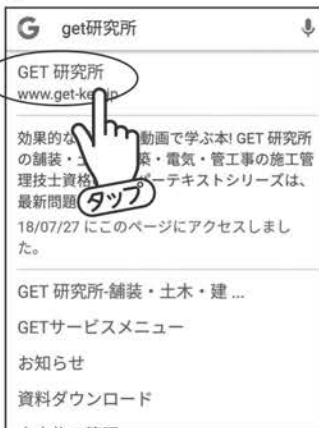 get研究所
GET 研究所
www.get-ke
効果的な 動画で学ぶ本! GET 研究所
の舗装・ 築・電気・管工事の施工管
理技士資格 ーテキストシリーズは、
最新問題
タップ
18/07/27 にこのページにアクセスしまし
た。
GET 研究所-舗装・土木・建 ...
GETサービスメニュー
お知らせ
資料ダウンロード